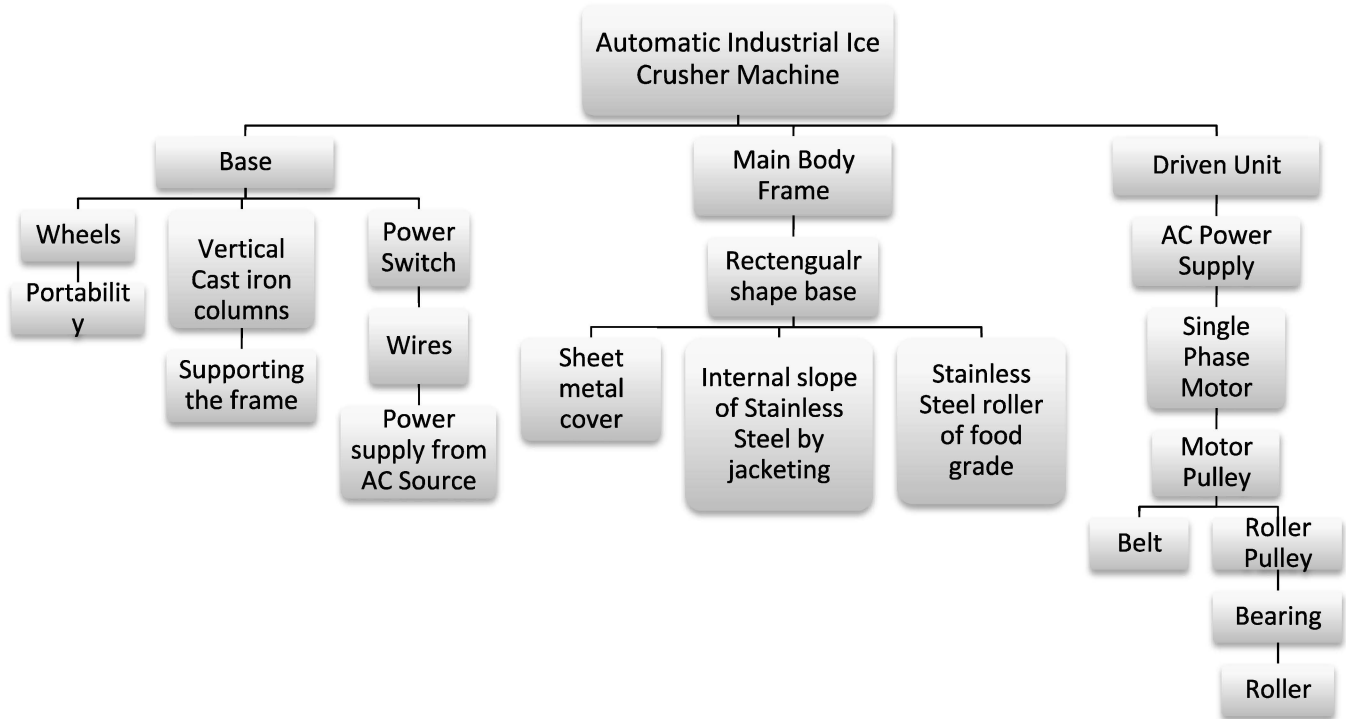 Automatic Industrial Ice
Crusher Machine
Base
Main Body
Frame
Driven Unit
Wheels
Portabilit
y
Vertical
Cast iron
columns
Supporting
the frame
Power
Switch
Wires
Power
supply from
AC Source
Rectengualr
shape base
Sheet
metal
cover
Internal slope
of Stainless
Steel by
jacketing
Stainless
Steel roller
of food
grade
AC Power
Supply
Single
Phase
Motor
Motor
Pulley
Belt
Roller
Pulley
Bearing
Roller